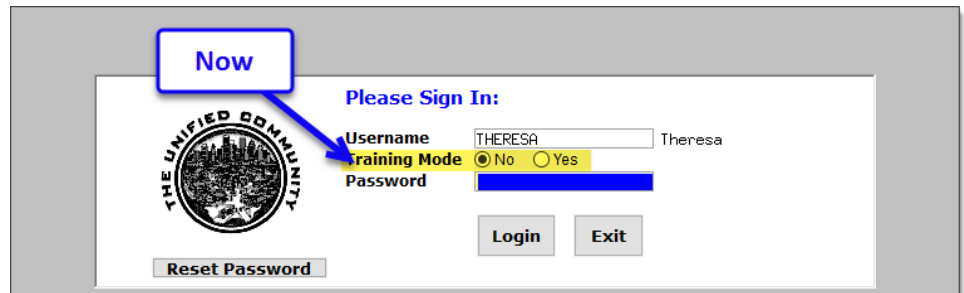 Now
Please Sign In:
THE UNIFIED COMMUNITY
Username THERESA Theresa
Training Mode No Yes
Password
Login Exit
Reset Password